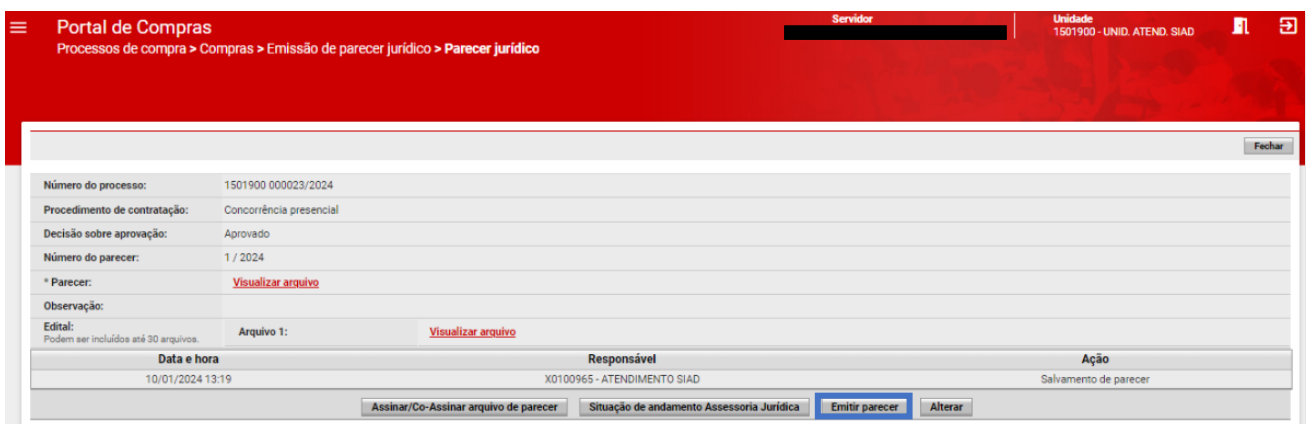 Portal de Compras
Processos de compra > Compras > Emissão de parecer jurídico > Parecer jurídico
Servidor
Unidade
1501900 - UNID. ATEND. SIAD
Fechar
Número do processo: 1501900 000023/2024
Procedimento de contratação: Concorrência presencial
Decisão sobre aprovação: Aprovado
Número do parecer: 1 / 2024
* Parecer: Visualizar arquivo
Observação:
Edital:
Podem ser incluídos até 30 arquivos.
Arquivo 1: Visualizar arquivo
Data e hora Responsável Ação
10/01/2024 13:19 X0100965 - ATENDIMENTO SIAD Salvamento de parecer
Assinar/Co-Assinar arquivo de parecer Situação de andamento Assessoria Jurídica Emitir parecer Alterar